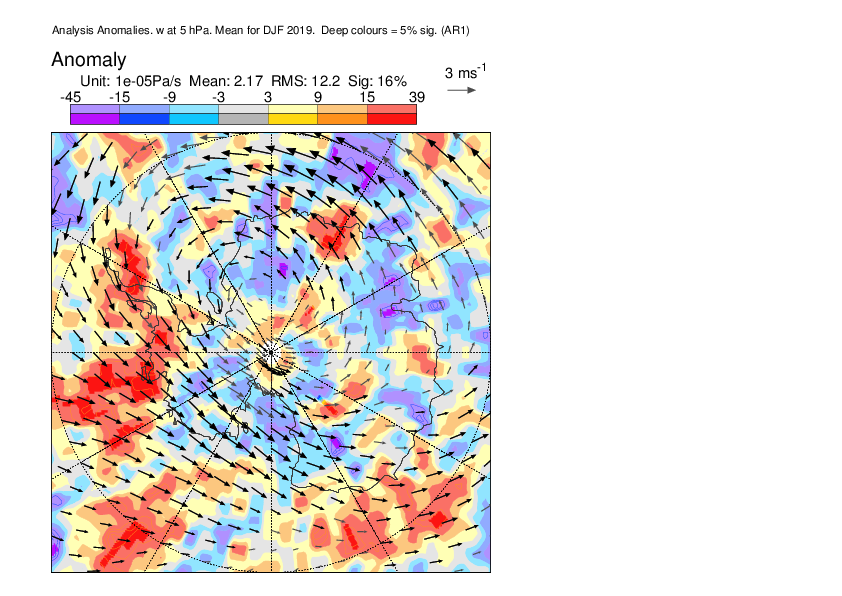 Analysis Anomalies. w at 5 hPa. Mean for DJF 2019.  Deep colours = 5% sig. (AR1)
Anomaly
3 ms-1
Unit: 1e-05Pa/s  Mean: 2.17  RMS: 12.2  Sig: 16%
-45 -15 -9 -3 3 9 15 39